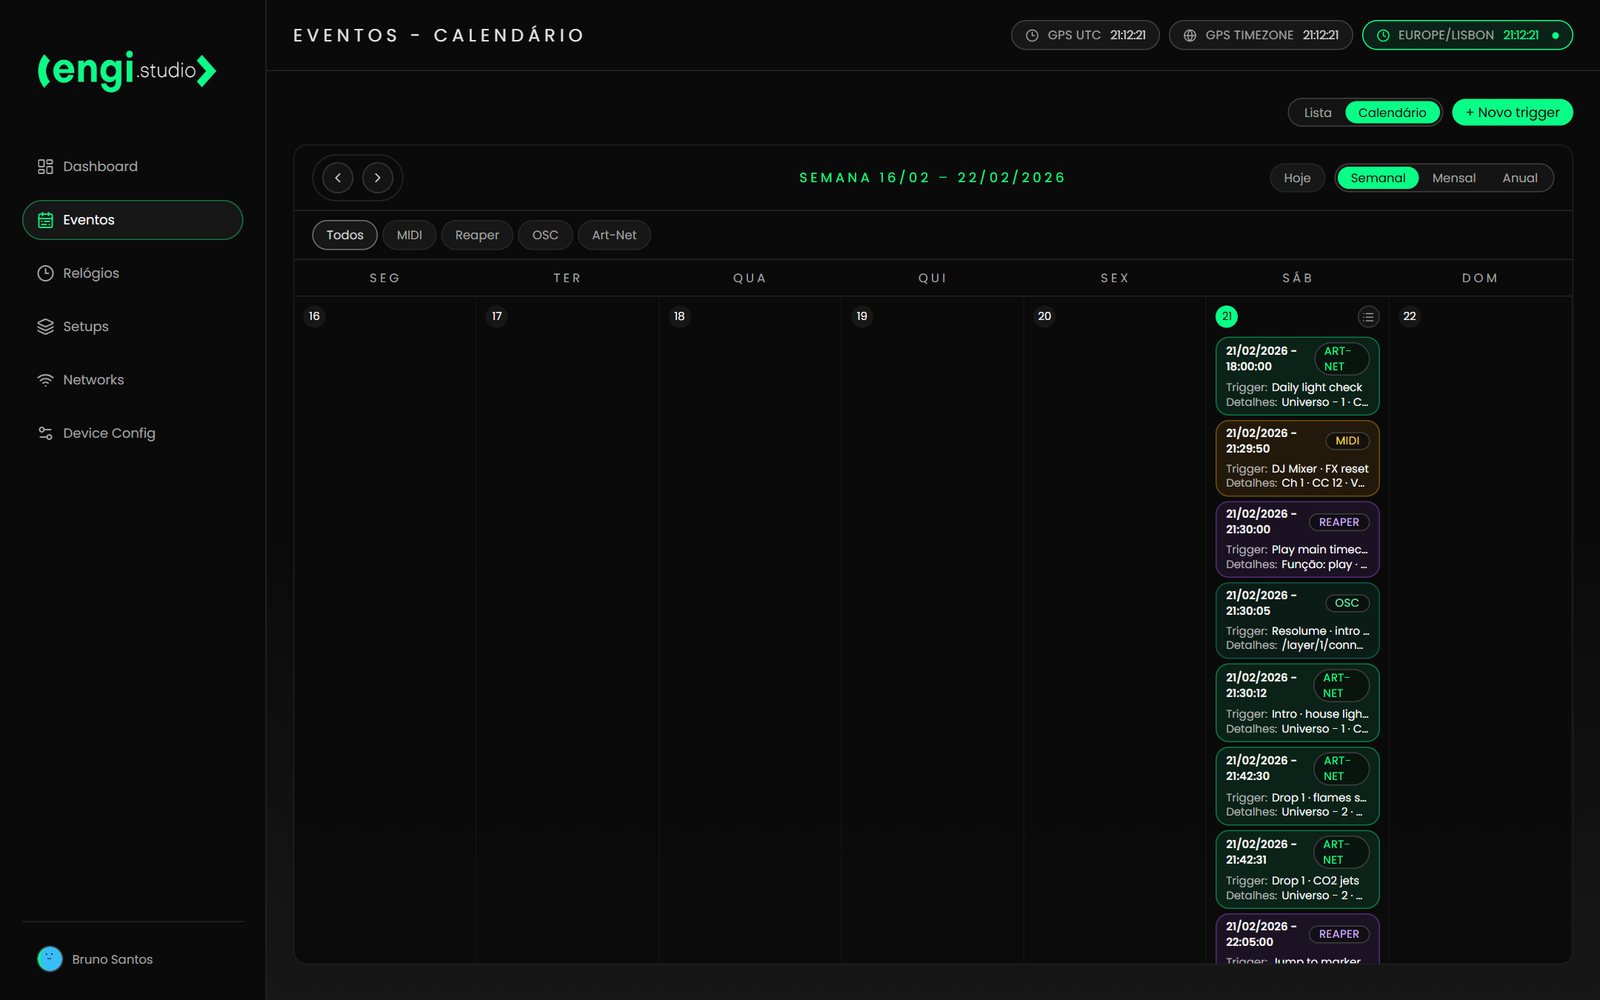 (engi.studio>
Dashboard
Eventos
Relógios
Setups
Networks
Device Config
Bruno Santos
EVENTOS - CALENDÁRIO
GPS UTC 21:12:21
GPS TIMEZONE 21:12:21
EUROPE/LISBON 21:12:21
Lista
Calendário
+ Novo trigger
SEMANA 16/02 – 22/02/2026
Hoje
Semanal
Mensal
Anual
Todos
MIDI
Reaper
OSC
Art-Net
SEG
TER
QUA
QUI
SEX
SÁB
DOM
16
17
18
19
20
21
22
21/02/2026 -
18:00:00
ART-
NET
Trigger: Daily light check
Detalhes: Universo - 1 · C...
21/02/2026 -
21:29:50
MIDI
Trigger: DJ Mixer · FX reset
Detalhes: Ch 1 · CC 12 · V...
21/02/2026 -
21:30:00
REAPER
Trigger: Play main timec...
Detalhes: Função: play · ...
21/02/2026 -
21:30:05
OSC
Trigger: Resolume · intro ...
Detalhes: /layer/1/conn...
21/02/2026 -
21:30:12
ART-
NET
Trigger: Intro · house ligh...
Detalhes: Universo - 1 · C...
21/02/2026 -
21:42:30
ART-
NET
Trigger: Drop 1 · flames s...
Detalhes: Universo - 2 · ...
21/02/2026 -
21:42:31
ART-
NET
Trigger: Drop 1 · CO2 jets
Detalhes: Universo - 2 · ...
21/02/2026 -
22:05:00
REAPER
Trigger: Jump to marker